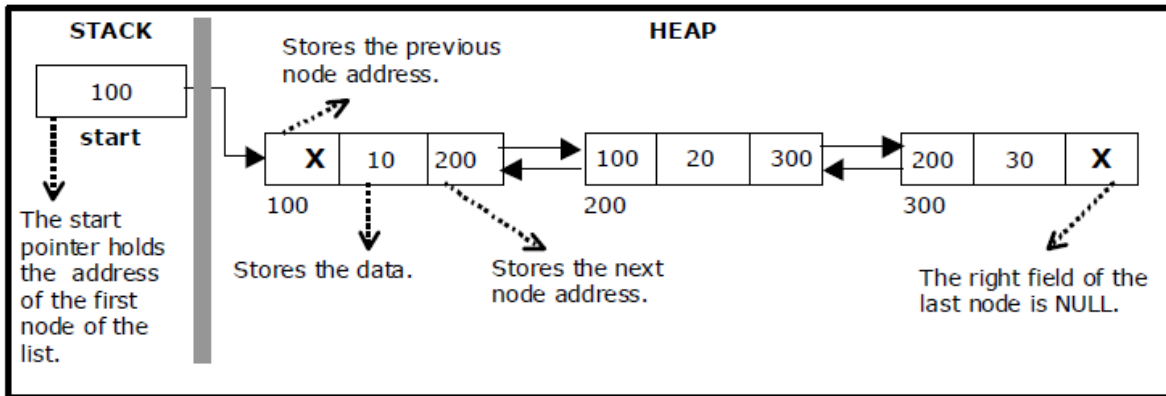 STACK
HEAP
100
start
Stores the previous
node address.
X 10 200
100 20 300
200 30 X
100
200
300
The start
pointer holds
the address
of the first
node of the
list.
Stores the data.
Stores the next
node address.
The right field of the
last node is NULL.